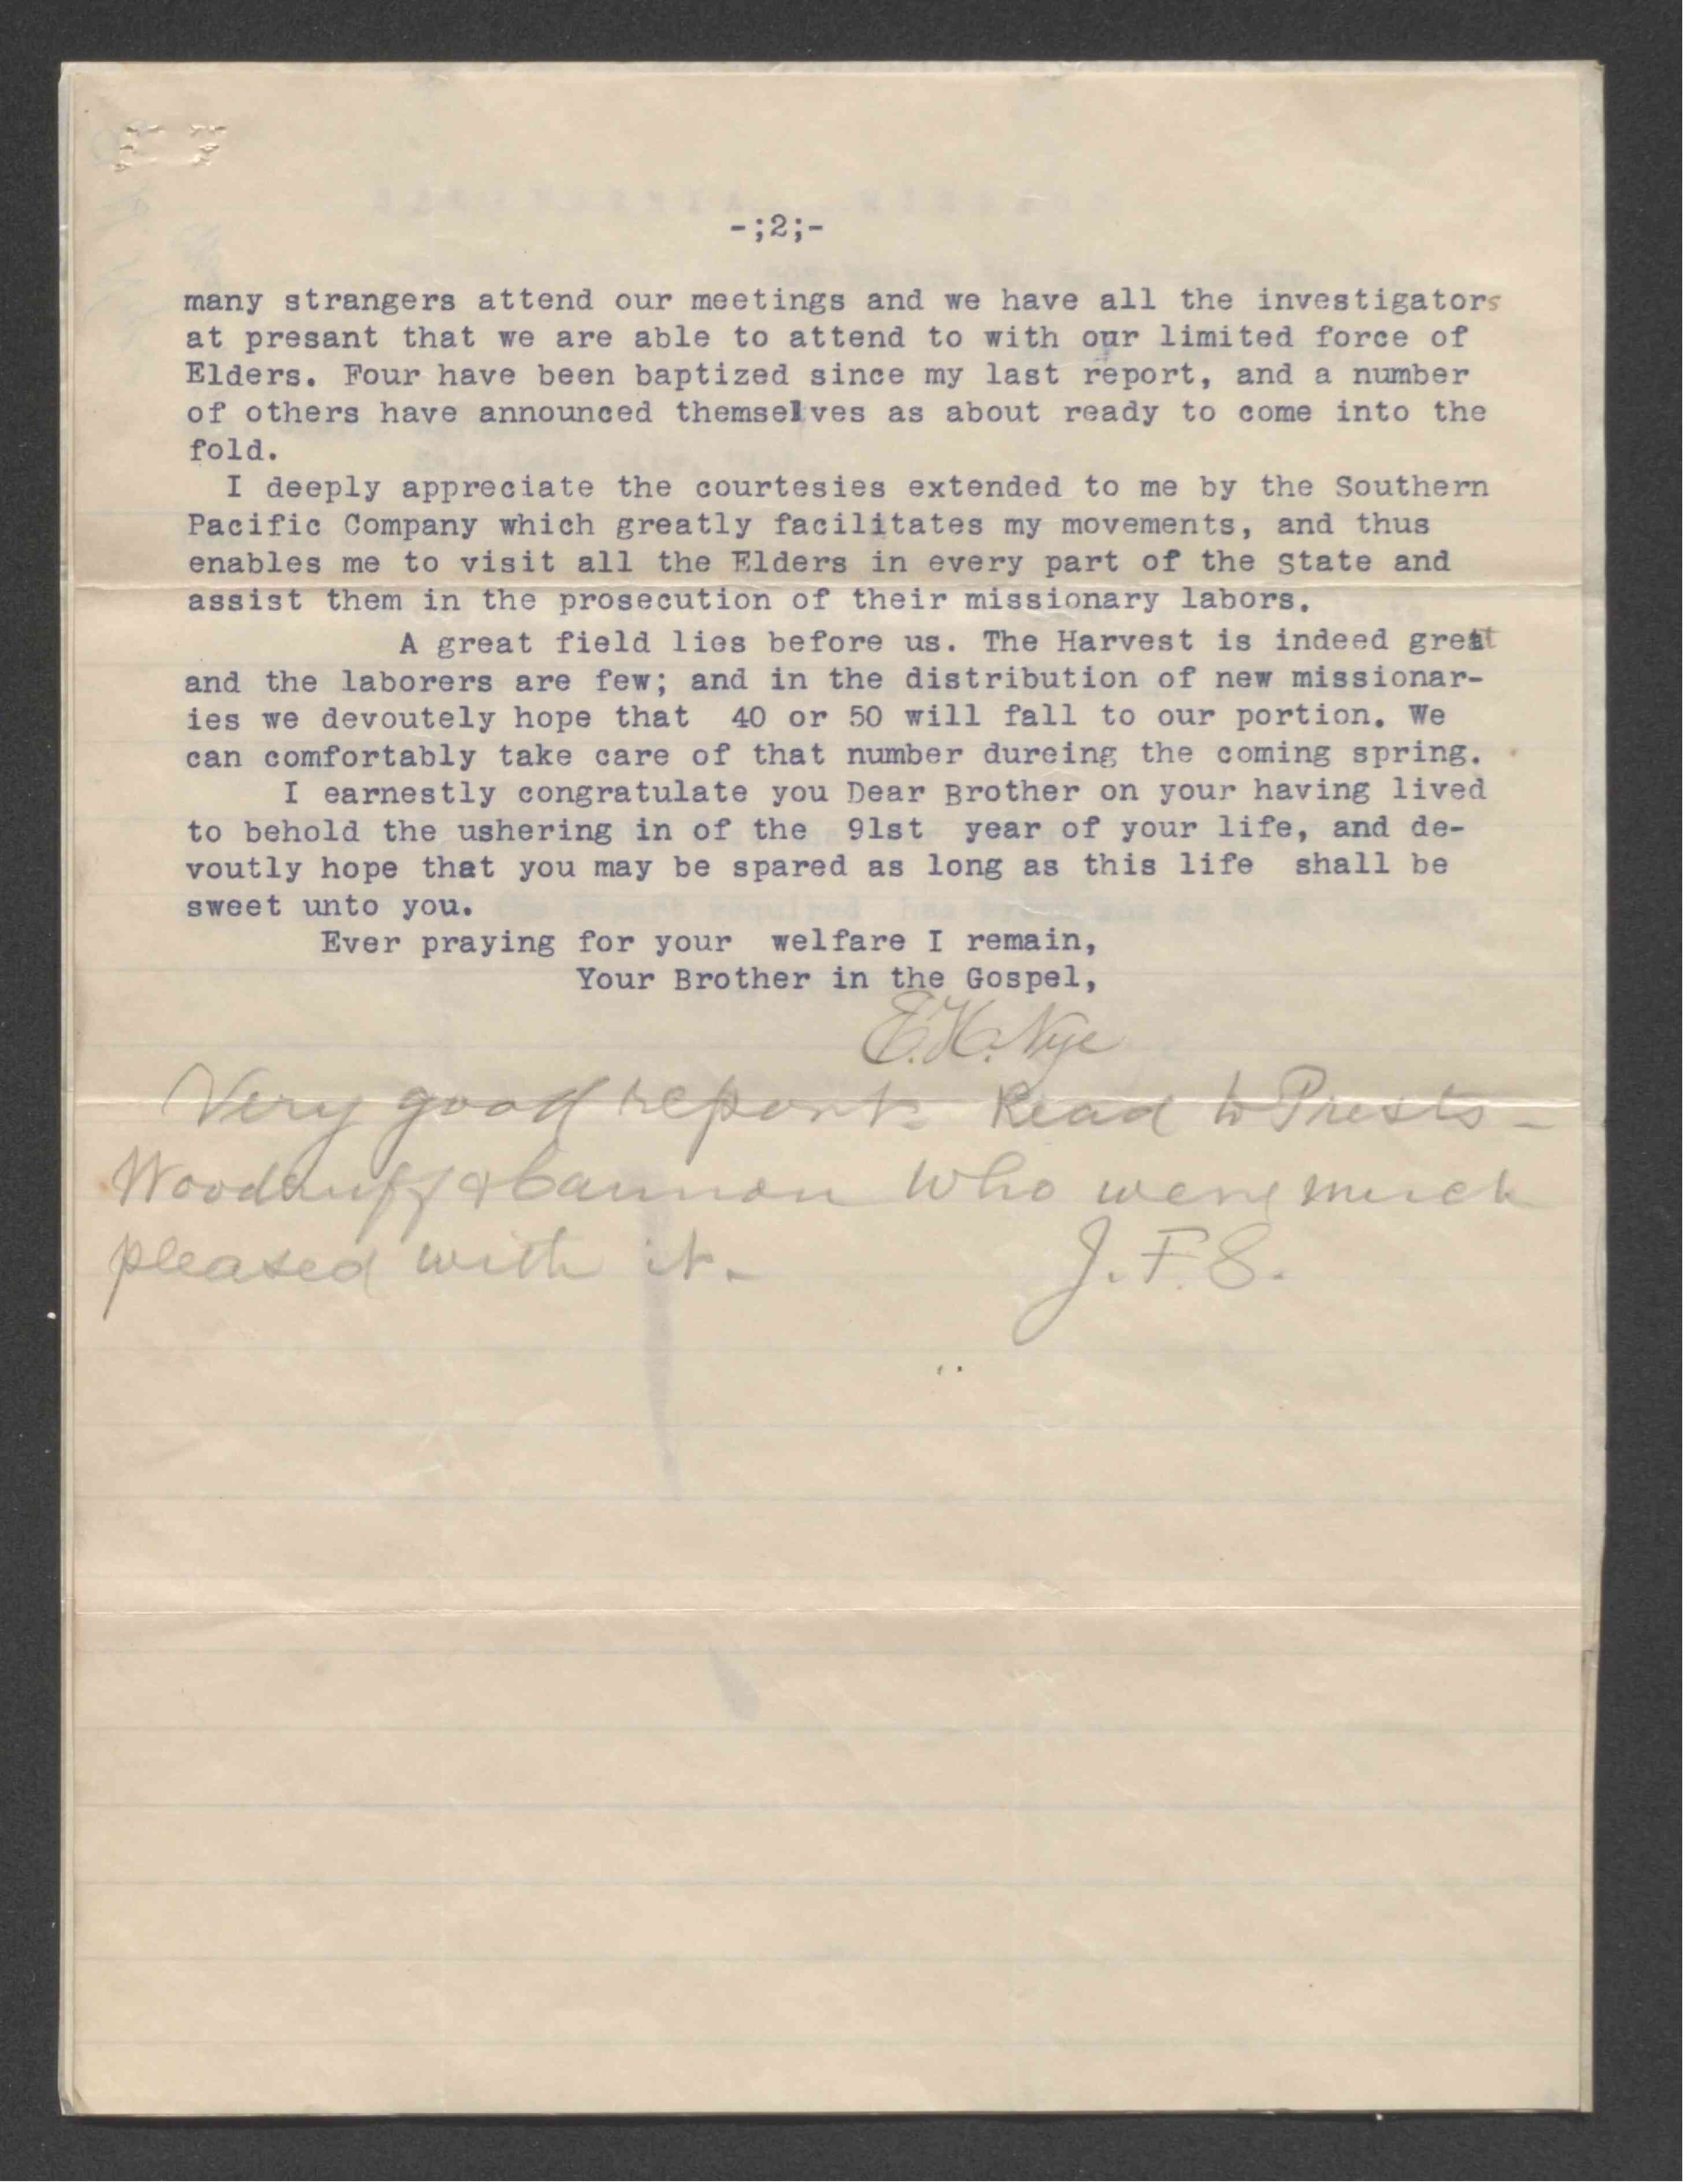 -;2;-
many strangers attend our meetings and we have all the investigators
at presant that we are able to attend to with our limited force of
Elders. Four have been baptized since my last report, and a number
of others have announced themselves as about ready to come into the
fold.
I deeply appreciate the courtesies extended to me by the Southern
Pacific Company which greatly facilitates my movements, and thus
enables me to visit all the Elders in every part of the State and
assist them in the prosecution of their missionary labors.
A great field lies before us. The Harvest is indeed great
and the laborers are few; and in the distribution of new missionar-
ies we devoutely hope that 40 or 50 will fall to our portion. We
can comfortably take care of that number dureing the coming spring.
I earnestly congratulate you Dear Brother on your having lived
to behold the ushering in of the 91st year of your life, and de-
voutly hope that you may be spared as long as this life shall be
sweet unto you.
Ever praying for your welfare I remain,
Your Brother in the Gospel,
E.H. Nye
Very good report. Read to Prests-
Woodruff & Cannon who were much
pleased with it.
J.F.S.